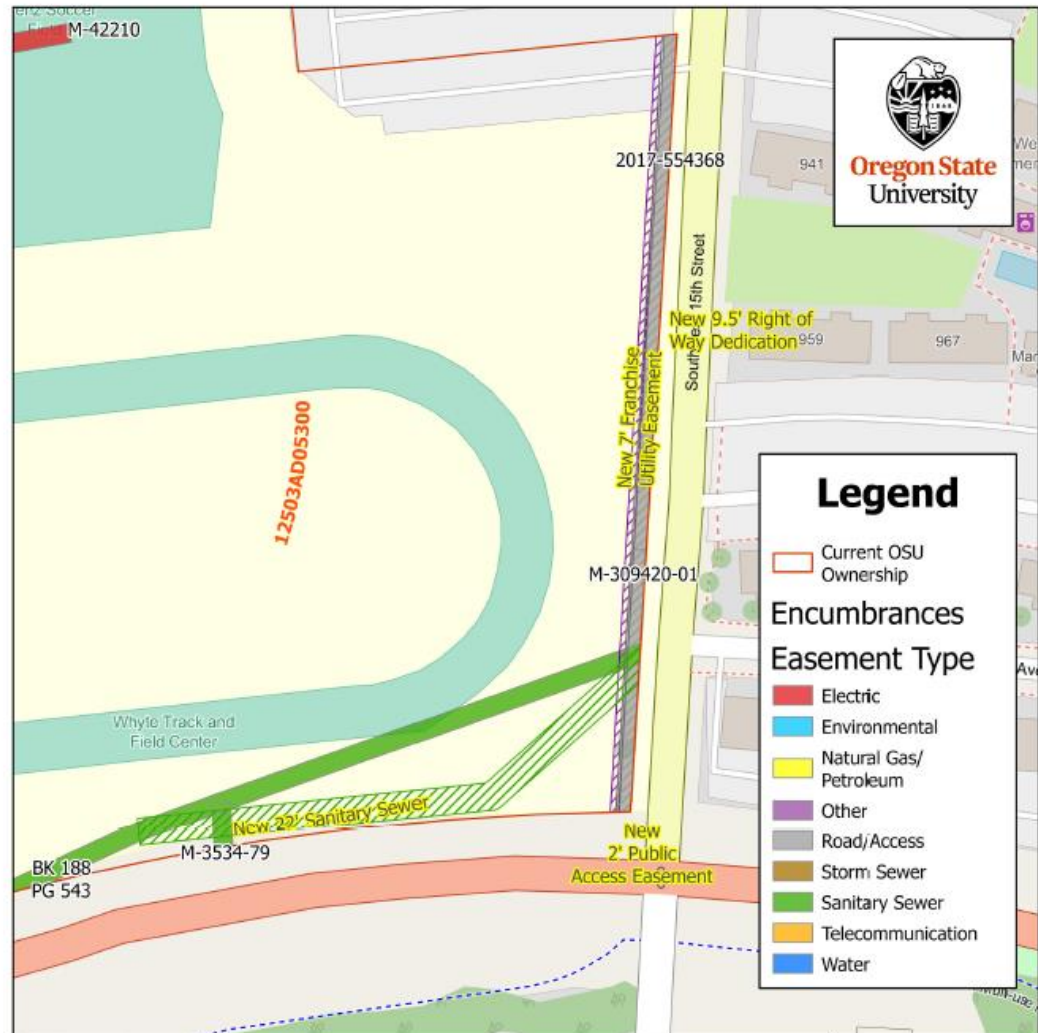 M-42210
2017-554368
Oregon State
University
941
New 9.5' Right of
Way Dedication
959
967
15th Street
New 7' Franchise
Utility Easement
12503AD05300
M-309420-01
Whyte Track and
Field Center
New 22' Sanitary Sewer
M-3534-79
BK 188
PG 543
New
2' Public
Access Easement
Legend
Current OSU
Ownership
Encumbrances
Easement Type
Electric
Environmental
Natural Gas/
Petroleum
Other
Road/Access
Storm Sewer
Sanitary Sewer
Telecommunication
Water